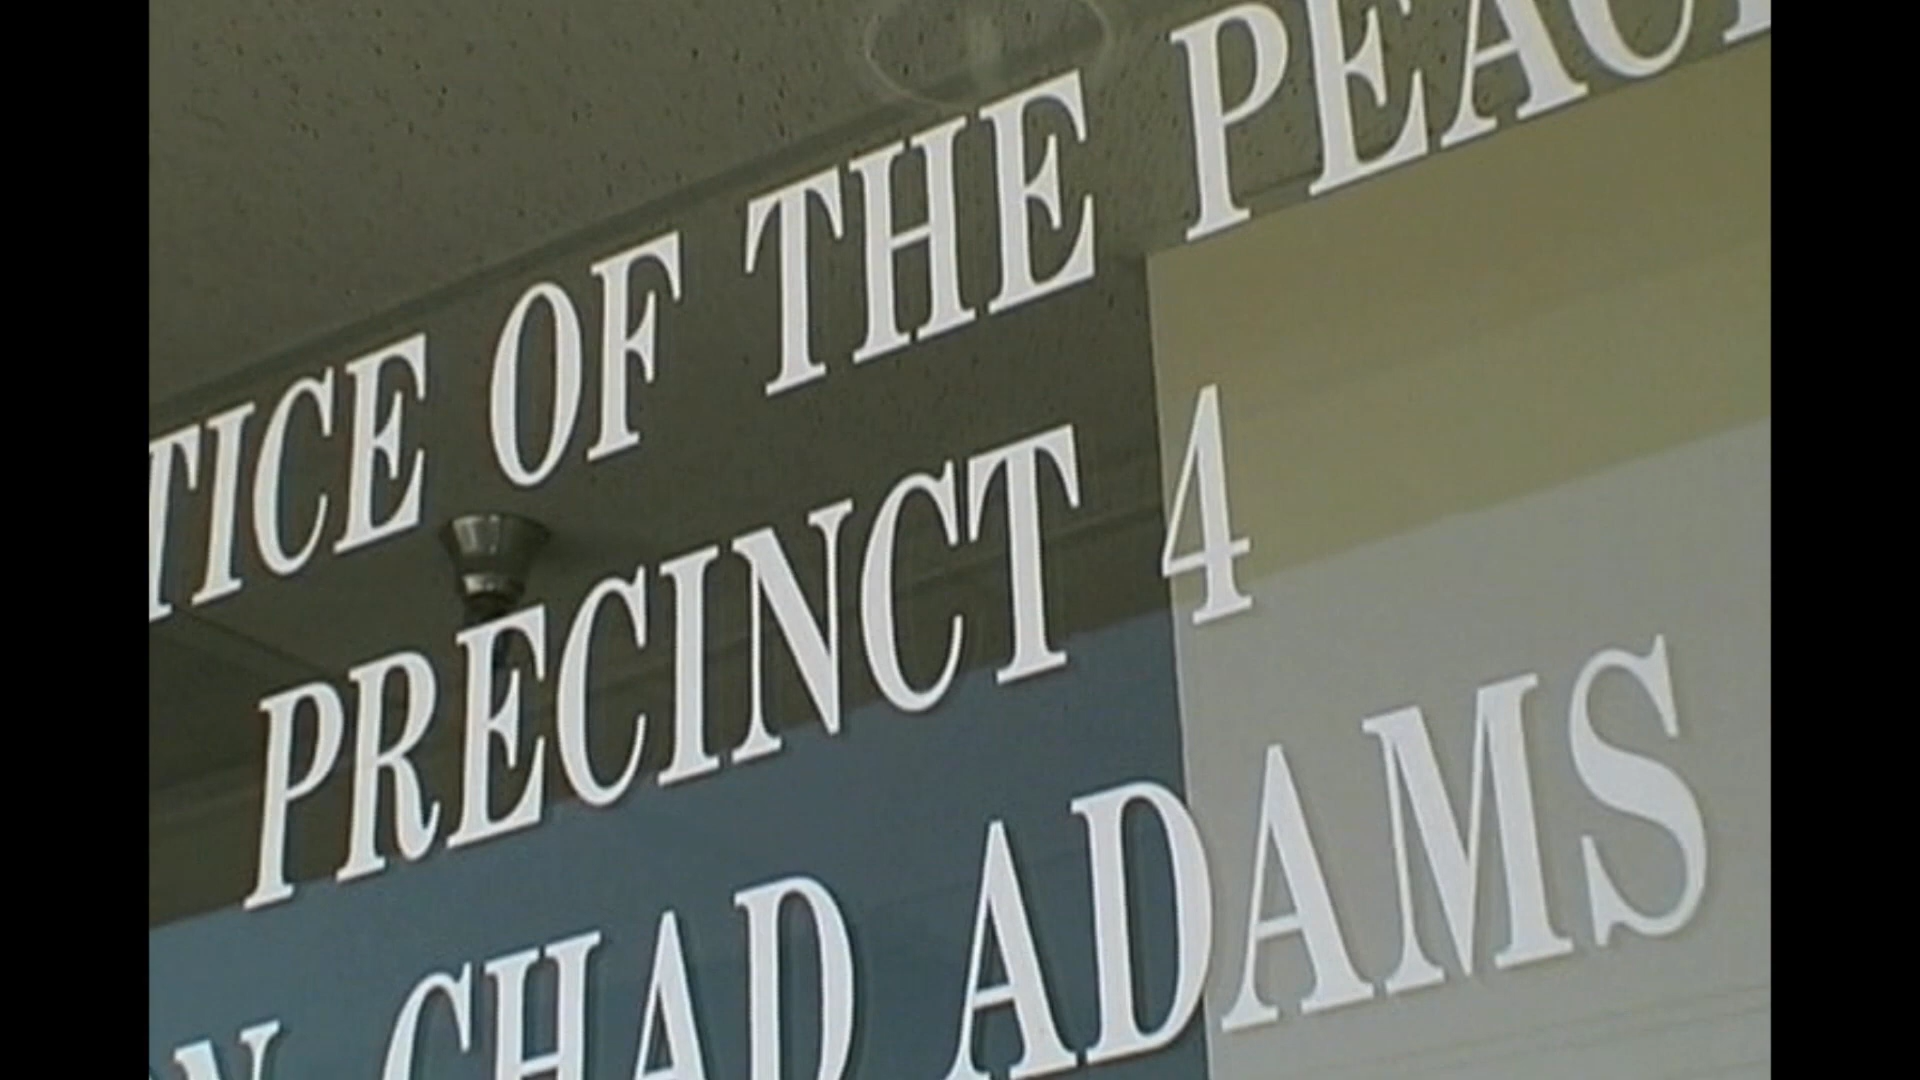 TICE OF THE PEAC
PRECINCT 4
N. CHAD ADAMS